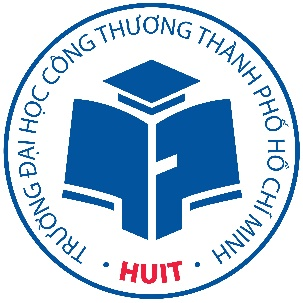 TRƯỜNG ĐẠI HỌC CÔNG THƯƠNG THÀNH PHỐ HỒ CHÍ MINH
HUIT